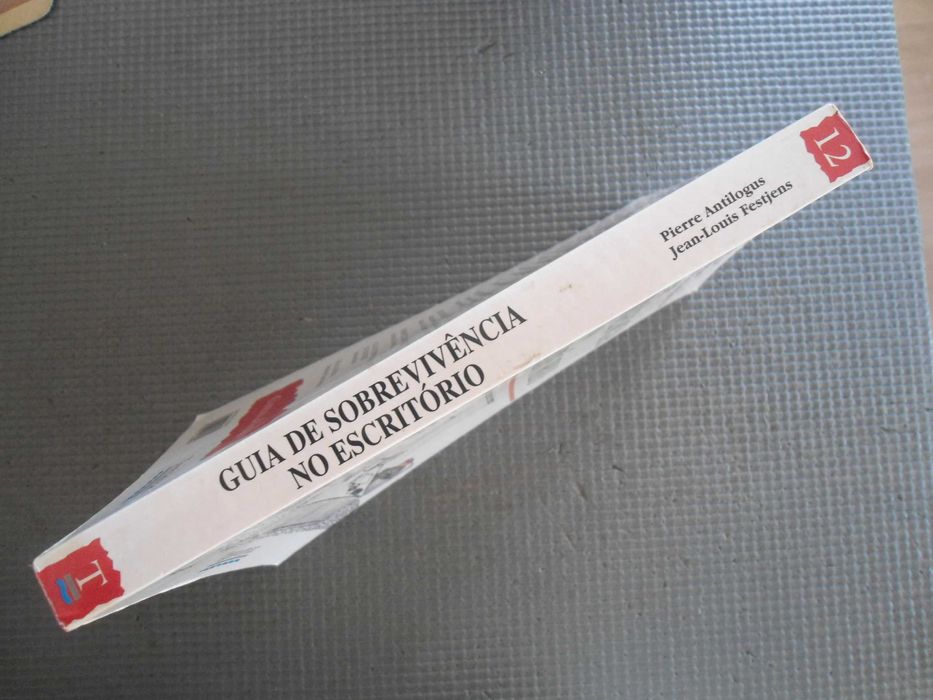 GUIA DE SOBREVIVÊNCIA
NO ESCRITÓRIO
Pierre Antilogus
Jean-Louis Festjens
12
T